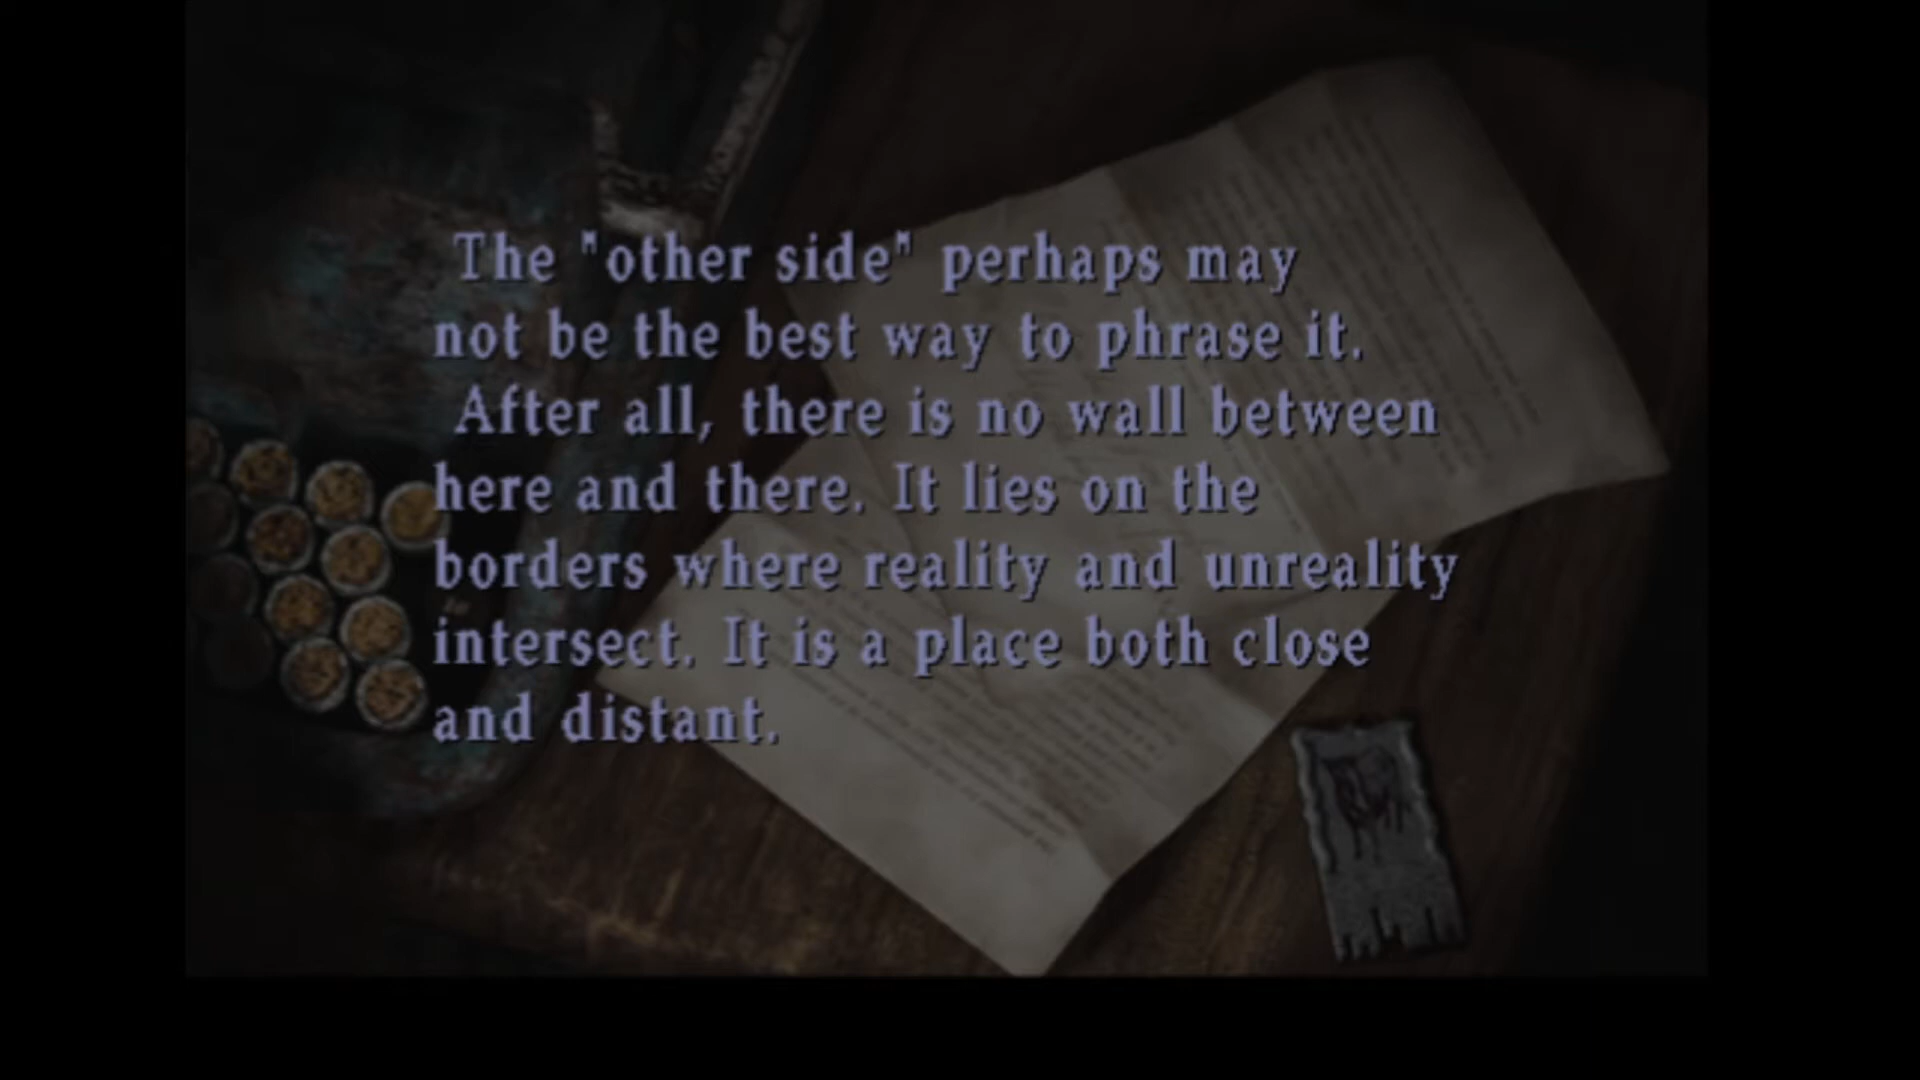 The "other side" perhaps may
not be the best way to phrase it.
After all, there is no wall between
here and there. It lies on the
borders where reality and unreality
intersect. It is a place both close
and distant.